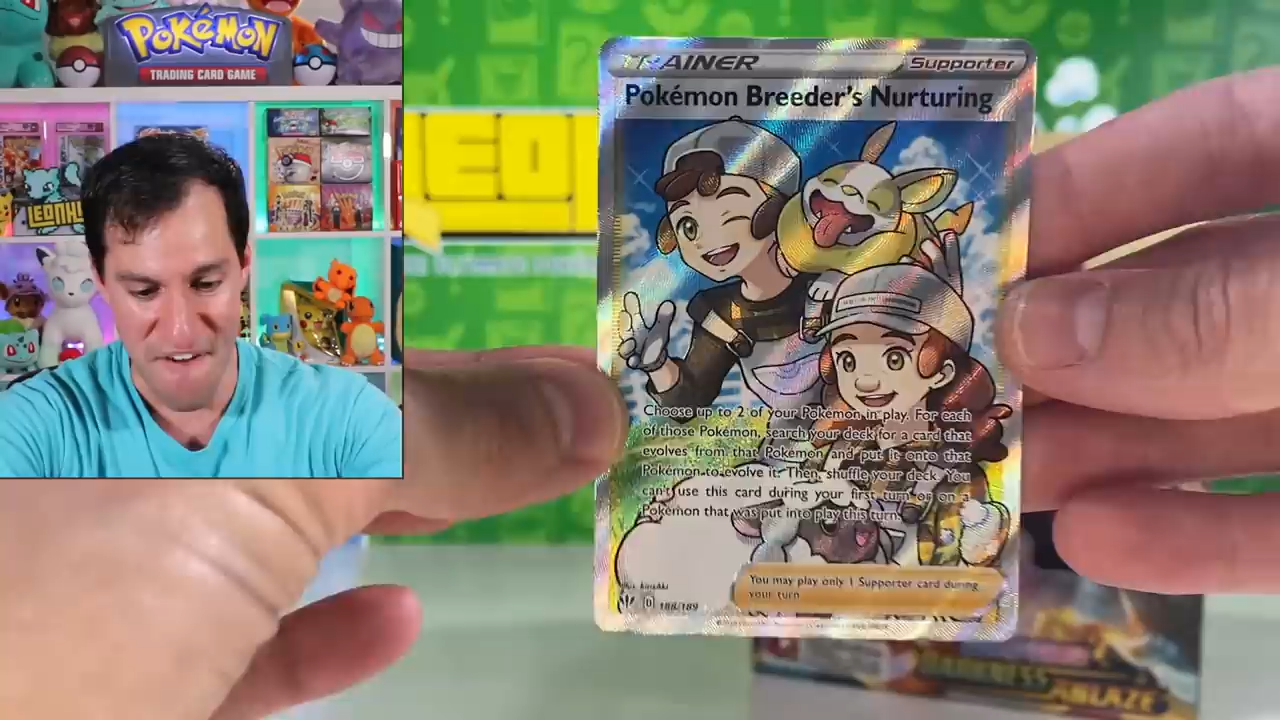 Pokémon
TRADING CARD GAME
LEONH
LEO
TRAINER
Supporter
Pokémon Breeder's Nurturing
Choose up to 2 of your Pokémon in play. For each
of those Pokémon, search your deck for a card that
evolves from that Pokémon and put it onto that
Pokémon to evolve it. Then, shuffle your deck. You
can't use this card during your first turn or on a
Pokémon that was put into play this turn.
You may play only 1 Supporter card during
your turn
D 188/189
DARKNESS
ABLAZE